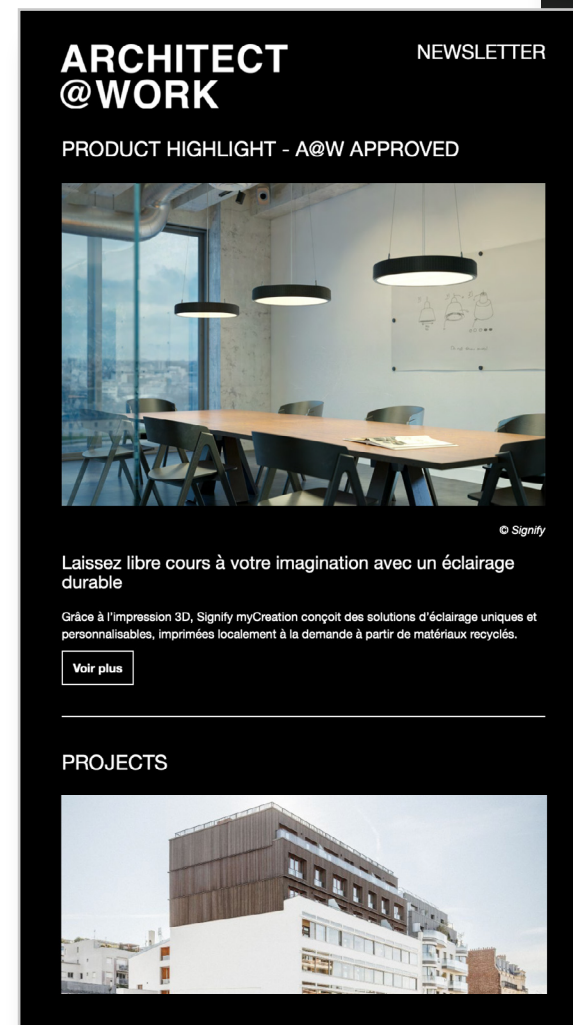 ARCHITECT
@WORK
NEWSLETTER
PRODUCT HIGHLIGHT - A@W APPROVED
© Signify
Laissez libre cours à votre imagination avec un éclairage
durable
Grâce à l'impression 3D, Signify myCreation conçoit des solutions d'éclairage uniques et
personnalisables, imprimées localement à la demande à partir de matériaux recyclés.
Voir plus
PROJECTS